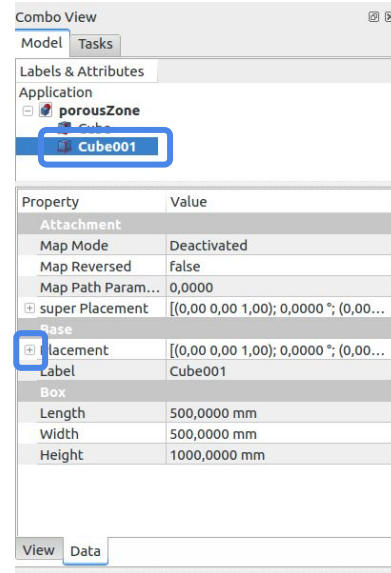 Combo View
Model Tasks
Labels & Attributes
Application
porousZone
Cube
Cube001
Property Value
Attachment
Map Mode Deactivated
Map Reversed false
Map Path Param... 0,0000
super Placement [(0,00 0,00 1,00); 0,0000 °; (0,00...
Base
Placement [(0,00 0,00 1,00); 0,0000 °; (0,00...
Label Cube001
Box
Length 500,0000 mm
Width 500,0000 mm
Height 1000,0000 mm
View Data